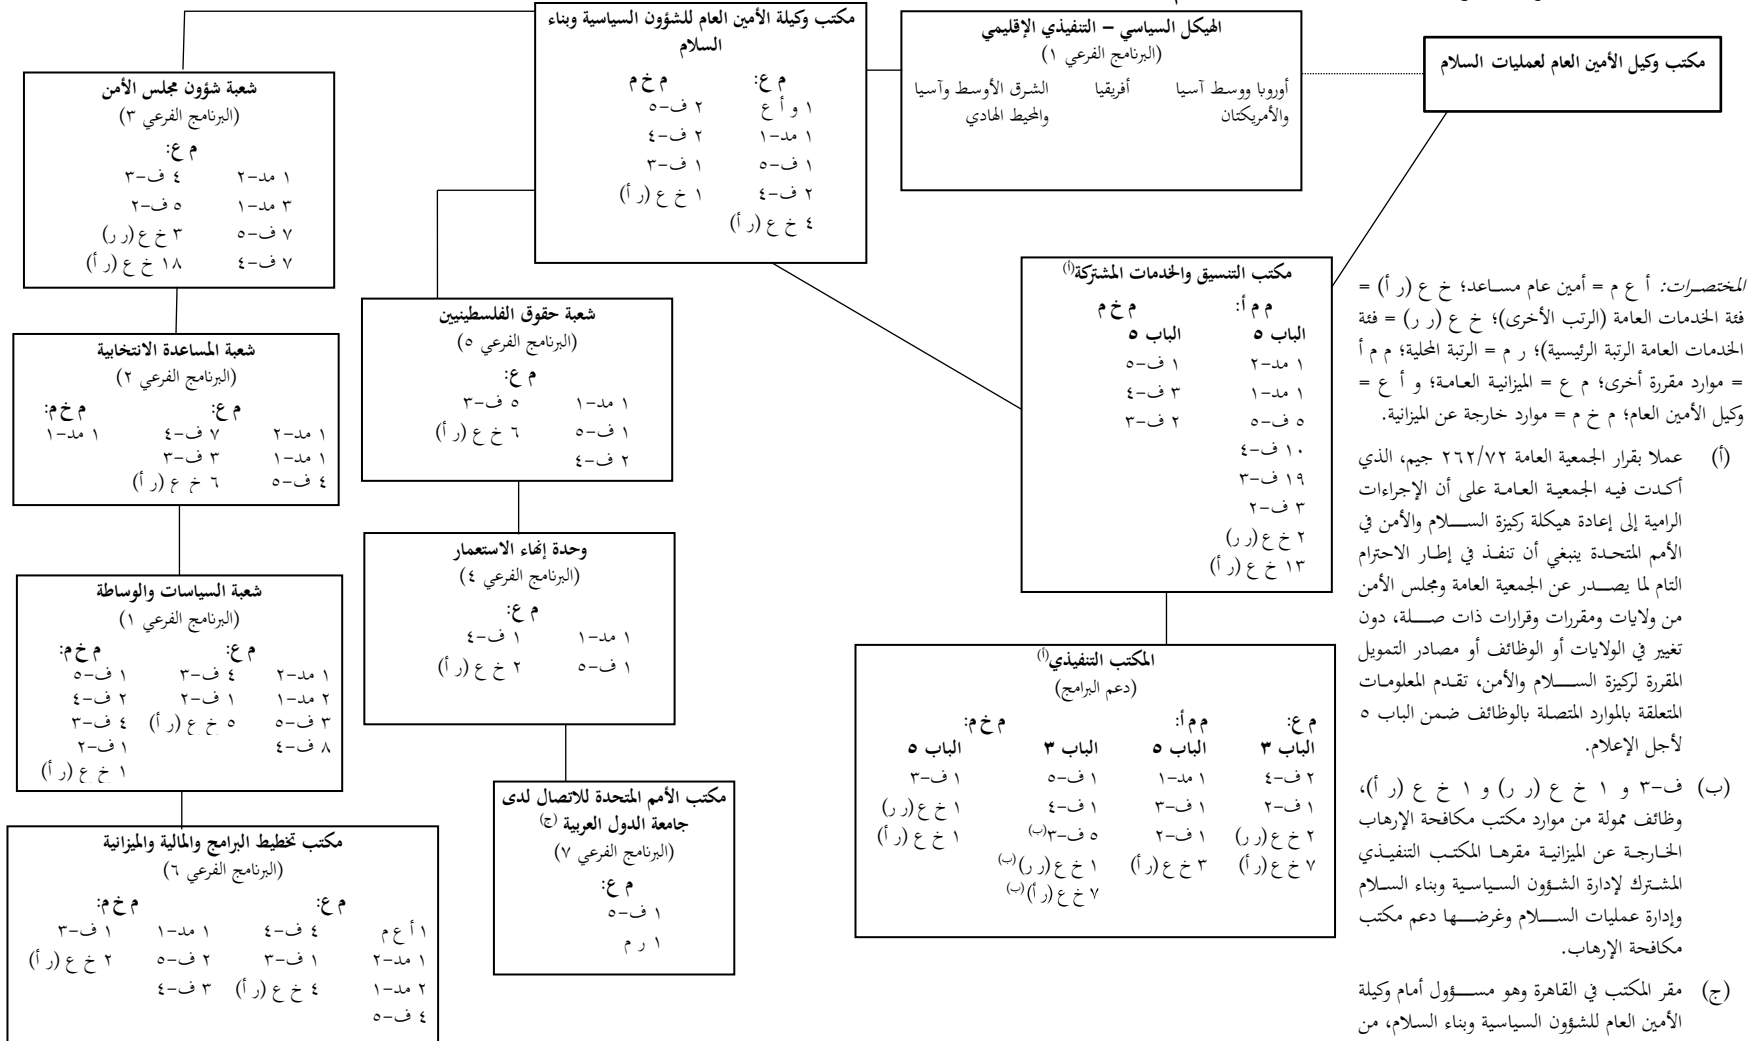 مكتب وكيلة الأمين العام للشؤون السياسية وبناء
السلام
م ع: م خ م
١ و أ ع ٢ ف-٥
١ مد-١ ٢ ف-٤
١ ف-٥ ١ ف-٣
٢ ف-٤ ١ خ ع (ر أ)
٤ خ ع (ر أ)
الهيكل السياسي – التنفيذي الإقليمي
(البرنامج الفرعي ١)
أوروبا ووسط آسيا أفريقيا الشرق الأوسط وآسيا
والأمريكتان والمحيط الهادي
مكتب وكيل الأمين العام لعمليات السلام
شعبة شؤون مجلس الأمن
(البرنامج الفرعي ٣)
م ع:
١ مد-٢ ٤ ف-٣
٣ مد-١ ٥ ف-٢
٧ ف-٥ ٣ خ ع (ر ر)
٧ ف-٤ ١٨ خ ع (ر أ)
شعبة المساعدة الانتخابية
(البرنامج الفرعي ٢)
م ع: م خ م:
١ مد-٢ ٧ ف-٤ ١ مد-١
١ مد-١ ٣ ف-٣
٤ ف-٥ ٦ خ ع (ر أ)
شعبة السياسات والوساطة
(البرنامج الفرعي ١)
م ع: م خ م:
١ مد-٢ ٤ ف-٣ ١ ف-٥
٢ مد-١ ١ ف-٢ ٢ ف-٤
٣ ف-٥ ٥ خ ع (ر أ) ٤ ف-٣
٨ ف-٤ ١ ف-٢
١ خ ع (ر أ)
مكتب تخطيط البرامج والمالية والميزانية
(البرنامج الفرعي ٦)
م ع: م خ م:
١ أ ع م ٤ ف-٤ ١ مد-١ ١ ف-٣
١ مد-٢ ١ ف-٣ ٢ ف-٥ ٢ خ ع (ر أ)
٢ مد-١ ٤ خ ع (ر أ) ٣ ف-٤
٤ ف-٥
شعبة حقوق الفلسطينيين
(البرنامج الفرعي ٥)
م ع:
١ مد-١ ٥ ف-٣
١ ف-٥ ٦ خ ع (ر أ)
٢ ف-٤
وحدة إنهاء الاستعمار
(البرنامج الفرعي ٤)
م ع:
١ مد-١ ١ ف-٤
١ ف-٥ ٢ خ ع (ر أ)
مكتب الأمم المتحدة للاتصال لدى
جامعة الدول العربية (ج)
(البرنامج الفرعي ٧)
م ع:
١ ف-٥
١ ر م
مكتب التنسيق والخدمات المشتركة(أ)
م م أ: م خ م
الباب ٥ الباب ٥
١ مد-٢ ١ ف-٥
١ مد-١ ٣ ف-٤
٥ ف-٥ ٢ ف-٣
١٠ ف-٤
١٩ ف-٣
٣ ف-٢
٢ خ ع (ر ر)
١٣ خ ع (ر أ)
المكتب التنفيذي(أ)
(دعم البرامج)
م ع: م م أ: م خ م:
الباب ٣ الباب ٥ الباب ٣ الباب ٥
٢ ف-٤ ١ مد-١ ١ ف-٥ ١ ف-٣
١ ف-٢ ١ ف-٣ ١ ف-٤ ١ خ ع (ر ر)
٢ خ ع (ر ر) ١ ف-٢ ٥ ف-٣(ب) ١ خ ع (ر أ)
٧ خ ع (ر أ) ٣ خ ع (ر أ) ١ خ ع (ر ر)(ب)
٧ خ ع (ر أ)(ب)
المختصرات: أ ع م = أمين عام مساعد؛ خ ع (ر أ) =
فئة الخدمات العامة (الرتب الأخرى)؛ خ ع (ر ر) = فئة
الخدمات العامة الرتبة الرئيسية)؛ ر م = الرتبة المحلية؛ م م أ
= موارد مقررة أخرى؛ م ع = الميزانية العامة؛ و أ ع =
وكيل الأمين العام؛ م خ م = موارد خارجة عن الميزانية.
(أ) عملا بقرار الجمعية العامة ٢٦٢/٧٢ جيم، الذي
أكدت فيه الجمعية العامة على أن الإجراءات
الرامية إلى إعادة هيكلة ركيزة السلام والأمن في
الأمم المتحدة ينبغي أن تنفذ في إطار الاحترام
التام لما يصدر عن الجمعية العامة ومجلس الأمن
من ولايات ومقررات وقرارات ذات صلة، دون
تغيير في الولايات أو الوظائف أو مصادر التمويل
المقررة لركيزة السلام والأمن، تقدم المعلومات
المتعلقة بالموارد المتصلة بالوظائف ضمن الباب ٥
لأجل الإعلام.
(ب) ف-٣ و ١ خ ع (ر ر) و ١ خ ع (ر أ)،
وظائف ممولة من موارد مكتب مكافحة الإرهاب
الخارجة عن الميزانية مقرها المكتب التنفيذي
المشترك لإدارة الشؤون السياسية وبناء السلام
وإدارة عمليات السلام وغرضها دعم مكتب
مكافحة الإرهاب.
(ج) مقر المكتب في القاهرة وهو مسؤول أمام وكيلة
الأمين العام للشؤون السياسية وبناء السلام، من